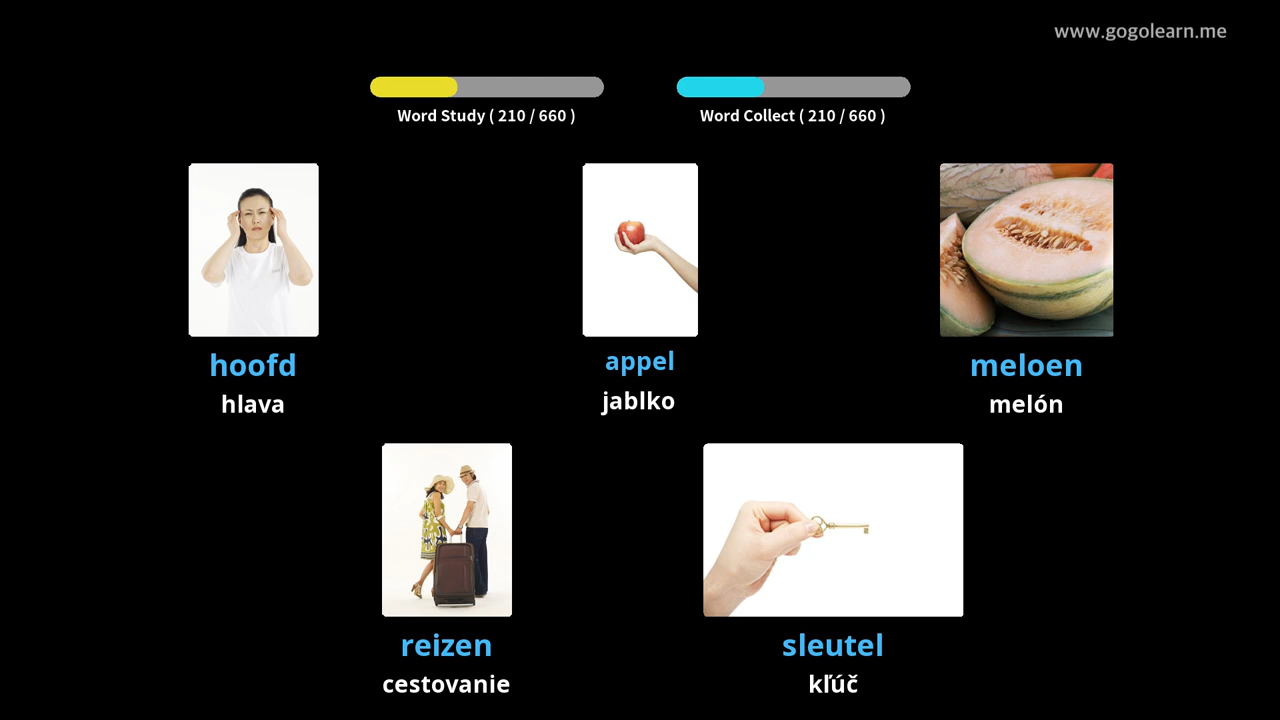 www.gogolearn.me
Word Study ( 210 / 660 )
Word Collect ( 210 / 660 )
hoofd
hlava
appel
jablko
meloen
melón
reizen
cestovanie
sleutel
kľúč